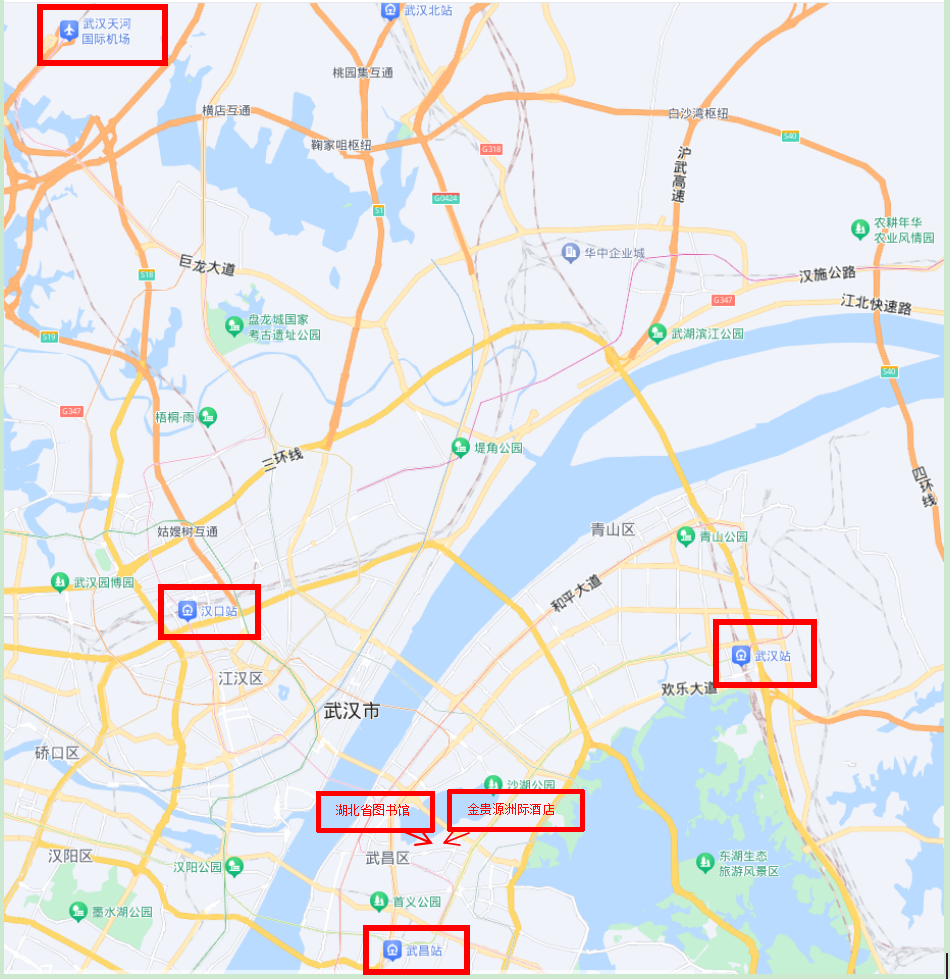 武汉天河
国际机场
武汉北站
桃园集互通
横店互通
白沙湾枢纽
S40
鞠家咀枢纽
G318
沪武高速
G0424
S1
农耕年华
农业风情园
华中企业城
巨龙大道
S18
汉施公路
G347
江北快速路
盘龙城国家
考古遗址公园
武湖滨江公园
S19
S40
G347
梧桐·雨
堤角公园
三环线
四环线
姑嫂树互通
青山区
青山公园
武汉园博园
和平大道
汉口站
武汉站
江汉区
欢乐大道
武汉市
硚口区
沙湖公园
湖北省图书馆
金贵源洲际酒店
汉阳区
武昌区
汉阳公园
东湖生态
旅游风景区
首义公园
墨水湖公园
武昌站